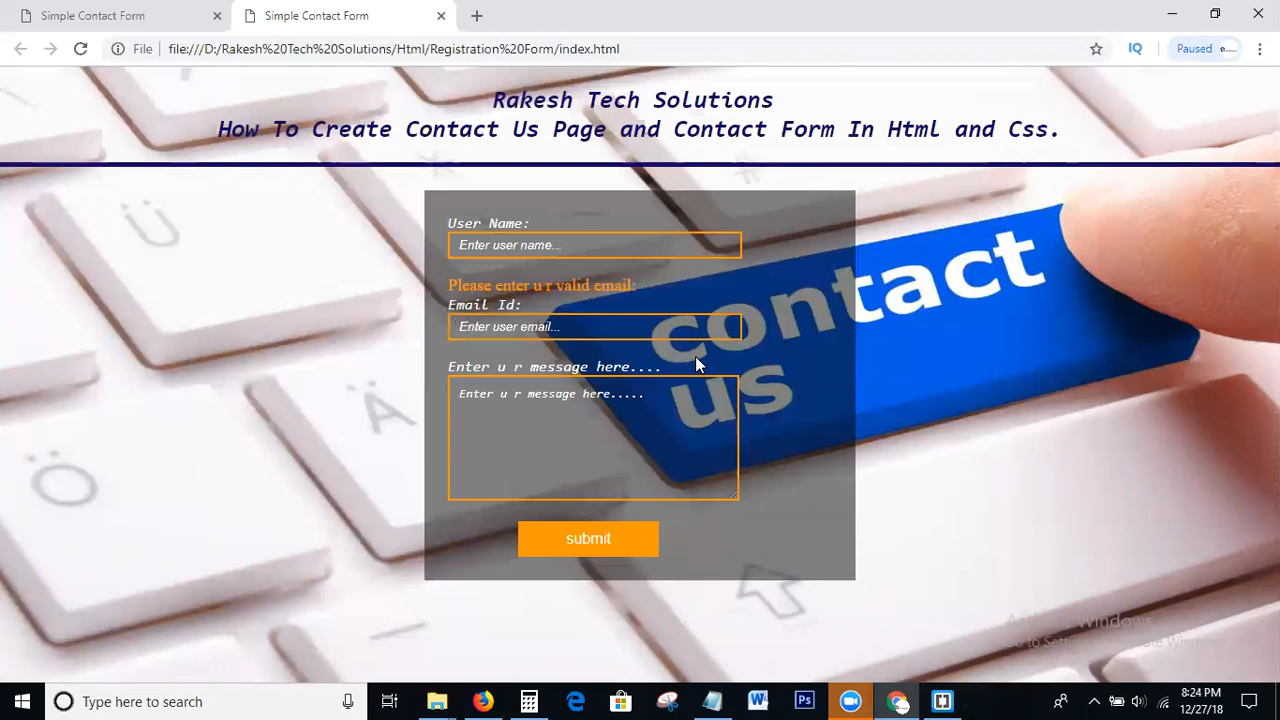 Simple Contact Form
Simple Contact Form
File
file:///D:/Rakesh%20Tech%20Solutions/Html/Registration%20Form/index.html
IQ
Paused
Rakesh Tech Solutions
How To Create Contact Us Page and Contact Form In Html and Css.
User Name:
Enter user name...
Please enter u r valid email:
Email Id:
Enter user email...
Enter u r message here....
Enter u r message here.....
submit
contact
us
Ü
Ä
Ö
Windows
Type here to search
W
Ps
8:24 PM
12/27/18